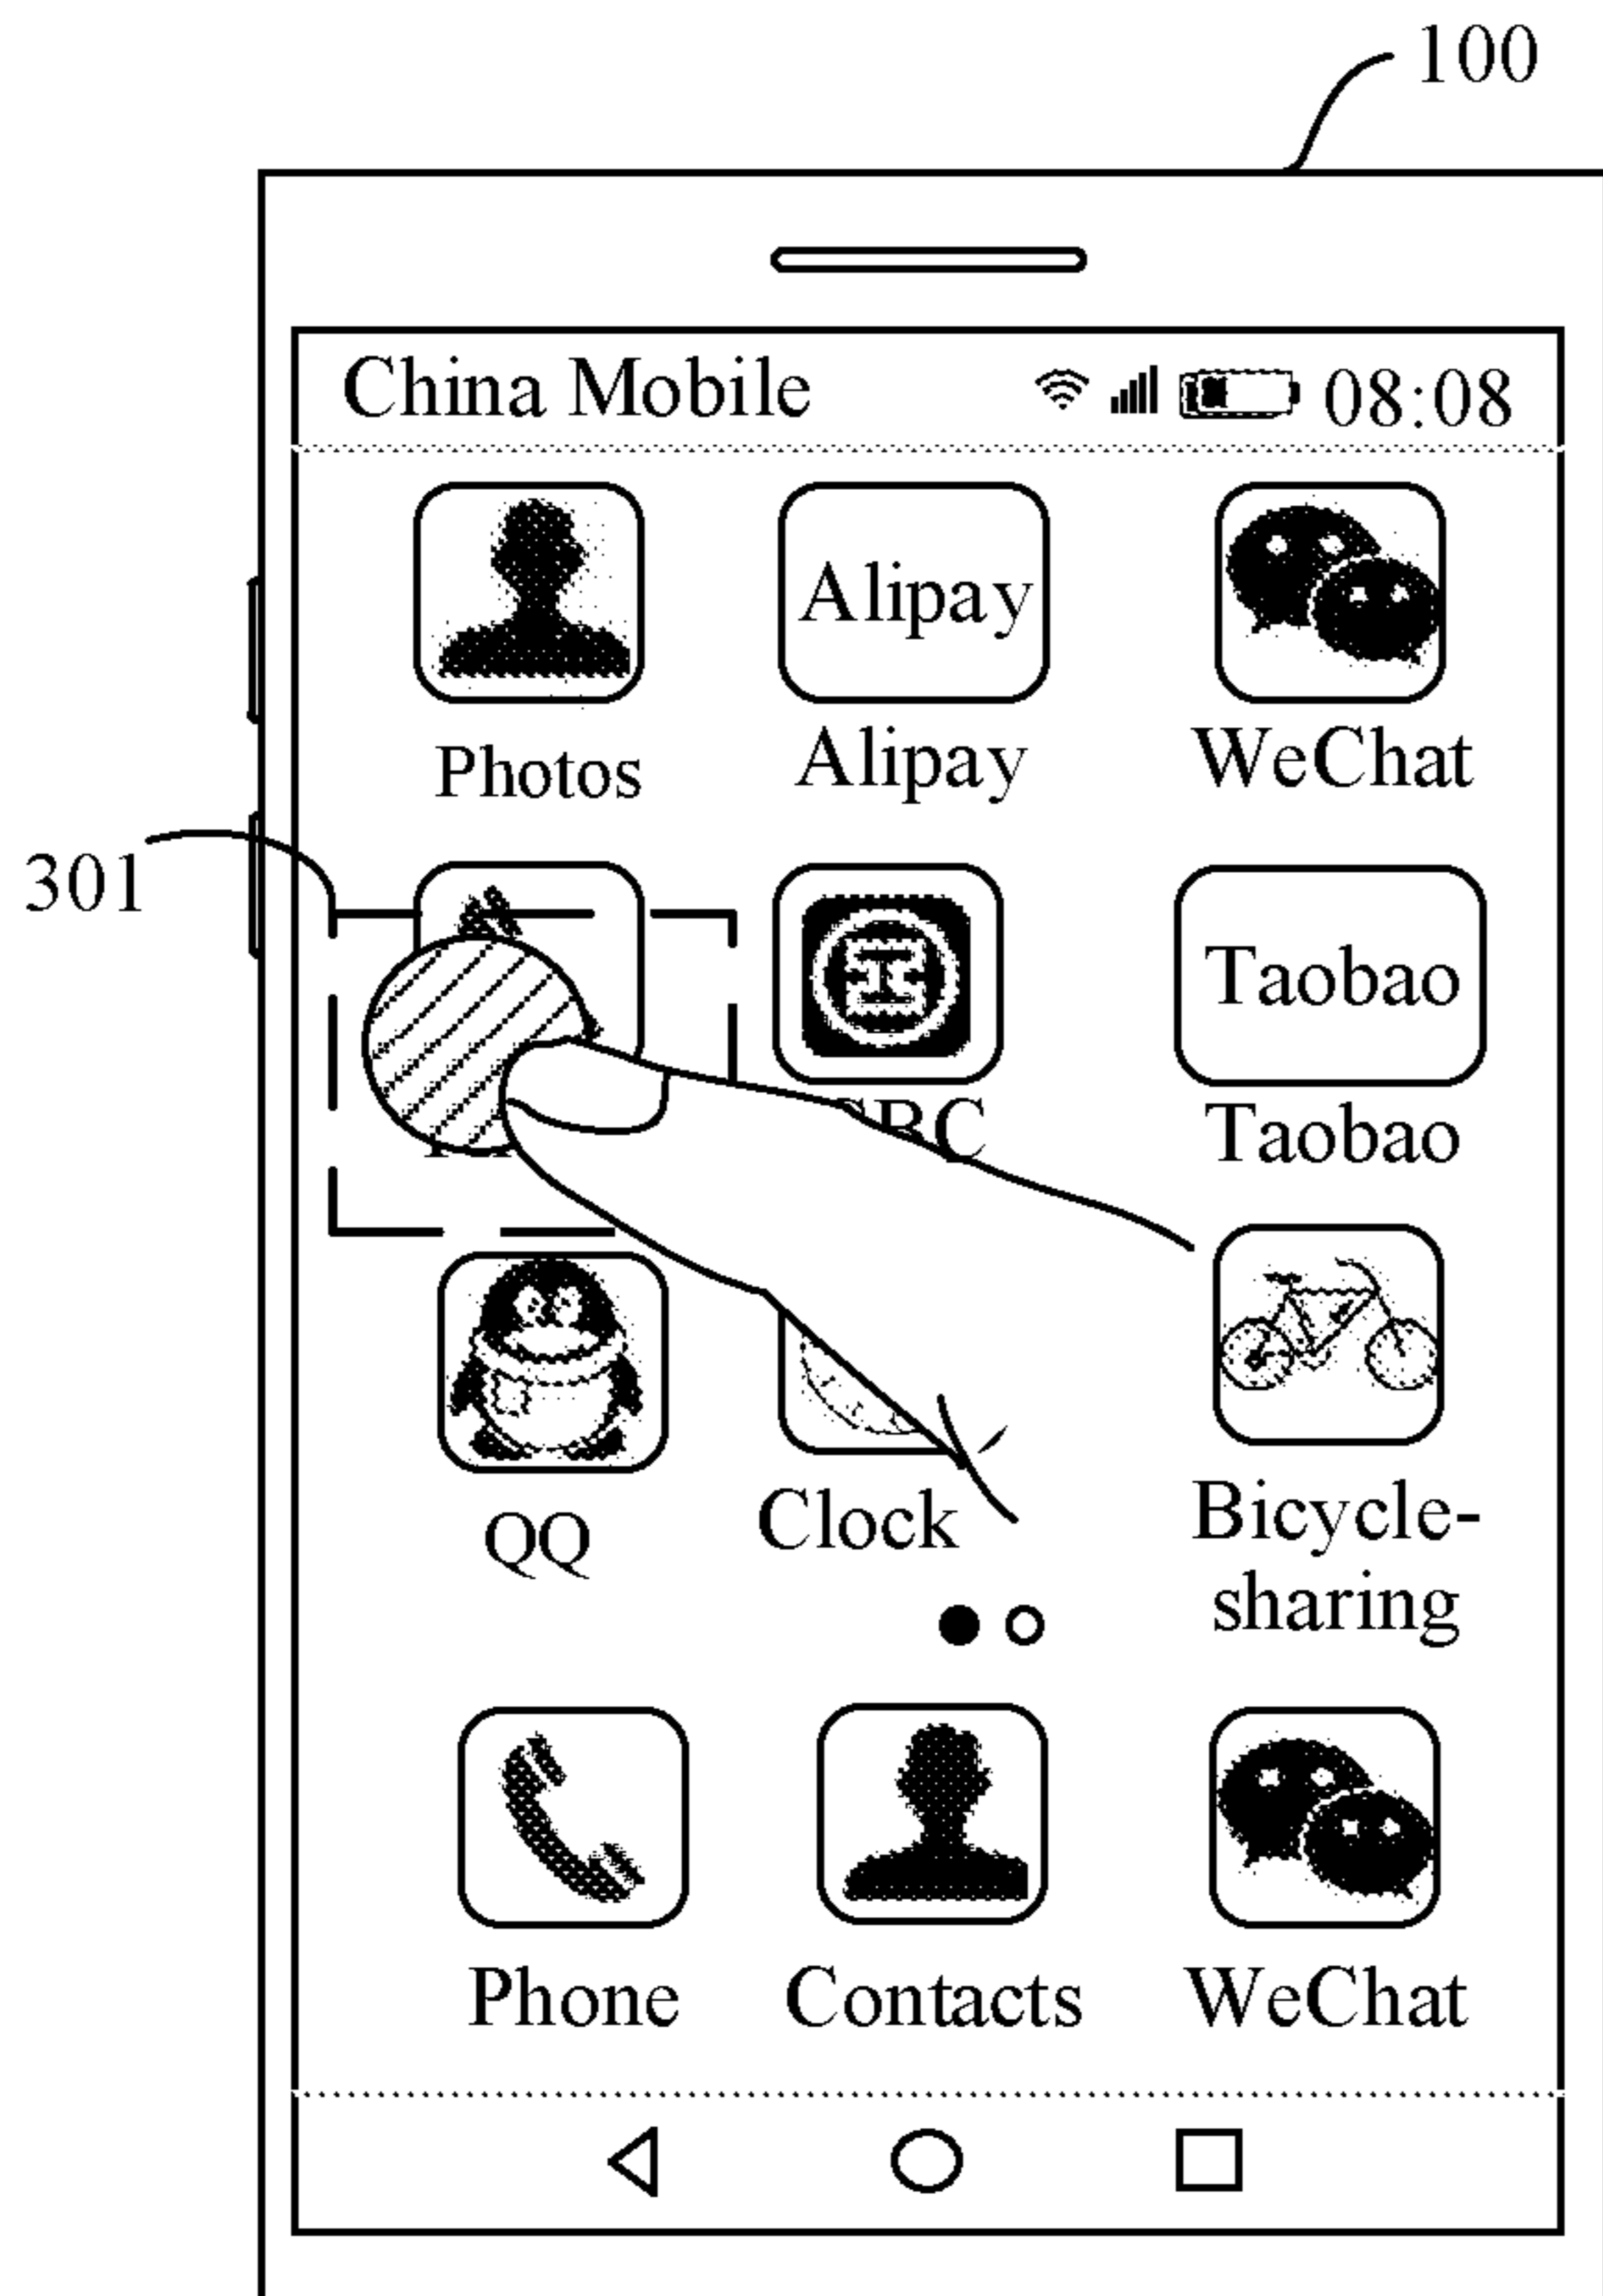 100
China Mobile 08:08
Alipay
Photos Alipay WeChat
301
Taobao
Taobao
QQ Clock Bicycle-
sharing
Phone Contacts WeChat